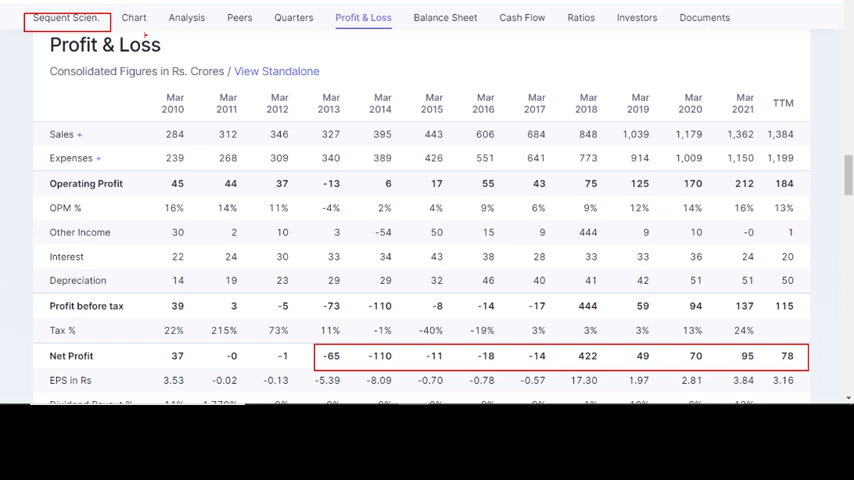 Sequent Scien. Chart Analysis Peers Quarters Profit & Loss Balance Sheet Cash Flow Ratios Investors Documents
Profit & Loss
Consolidated Figures in Rs. Crores / View Standalone
Mar 2010 Mar 2011 Mar 2012 Mar 2013 Mar 2014 Mar 2015 Mar 2016 Mar 2017 Mar 2018 Mar 2019 Mar 2020 Mar 2021 TTM
Sales + 284 312 346 327 395 443 606 684 848 1,039 1,179 1,362 1,384
Expenses + 239 268 309 340 389 426 551 641 773 914 1,009 1,150 1,199
Operating Profit 45 44 37 -13 6 17 55 43 75 125 170 212 184
OPM % 16% 14% 11% -4% 2% 4% 9% 6% 9% 12% 14% 16% 13%
Other Income 30 2 10 3 -54 50 15 9 444 9 10 -0 1
Interest 22 24 30 33 34 43 38 28 33 33 36 24 20
Depreciation 14 19 23 29 29 32 46 40 41 42 51 51 50
Profit before tax 39 3 -5 -73 -110 -8 -14 -17 444 59 94 137 115
Tax % 22% 215% 73% 11% -1% -40% -19% 3% 3% 3% 13% 24%
Net Profit 37 -0 -1 -65 -110 -11 -18 -14 422 49 70 95 78
EPS in Rs 3.53 -0.02 -0.13 -5.39 -8.09 -0.70 -0.78 -0.57 17.30 1.97 2.81 3.84 3.16